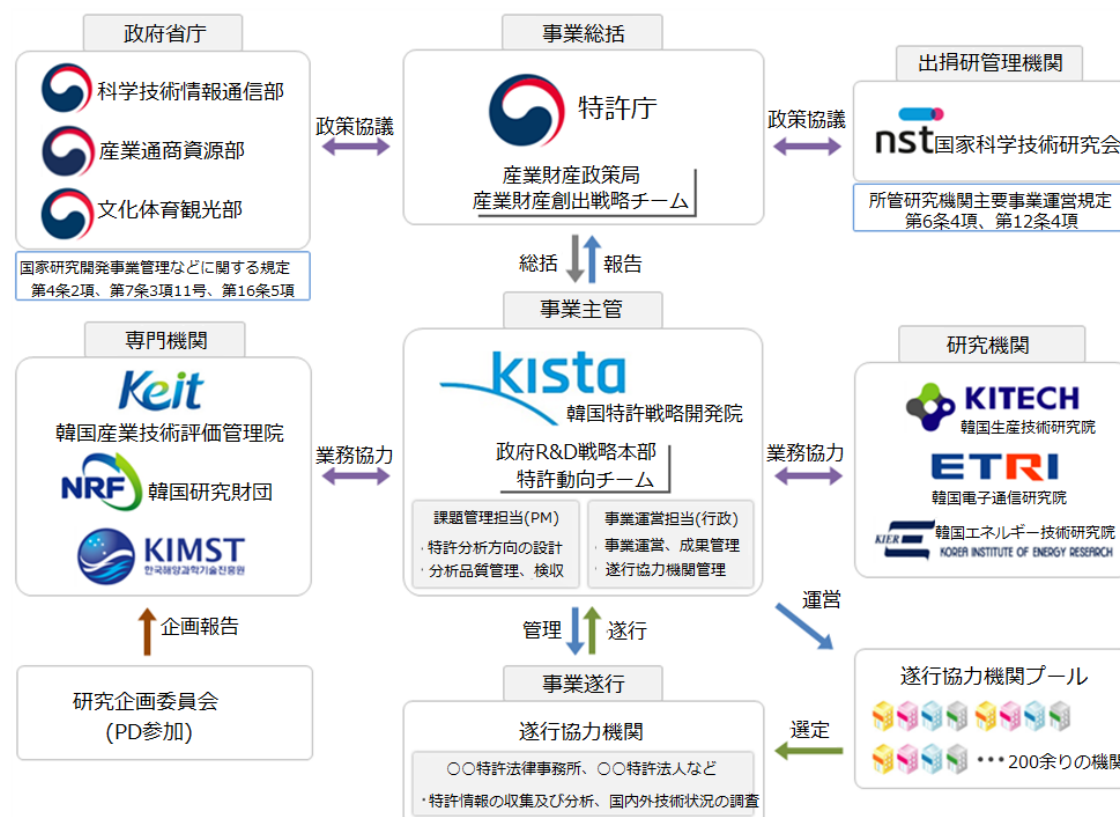 政府省庁
科学技術情報通信部
産業通商資源部
文化体育観光部
国家研究開発事業管理などに関する規定
第4条2項、第7条3項11号、第16条5項
政策協議
事業総括
特許庁
産業財産政策局
産業財産創出戦略チーム
政策協議
出捐研管理機関
nst国家科学技術研究会
所管研究機関主要事業運営規定
第6条4項、第12条4項
総括
報告
専門機関
Keit
韓国産業技術評価管理院
NRF 韓国研究財団
KIMST
한국해양과학기술진흥원
業務協力
事業主管
kista
韓国特許戦略開発院
政府R&D戦略本部
特許動向チーム
課題管理担当(PM)
・特許分析方向の設計
・分析品質管理、検収
事業運営担当(行政)
・事業運営、成果管理
・遂行協力機関管理
業務協力
研究機関
KITECH
韓国生産技術研究院
ETRI
韓国電子通信研究院
KIER 韓国エネルギー技術研究院
KOREA INSTITUTE OF ENERGY RESEARCH
企画報告
研究企画委員会
(PD参加)
管理
遂行
運営
事業遂行
遂行協力機関
〇〇特許法律事務所、〇〇特許法人など
・特許情報の収集及び分析、国内外技術状況の調査
選定
遂行協力機関プール
・・・200余りの機関